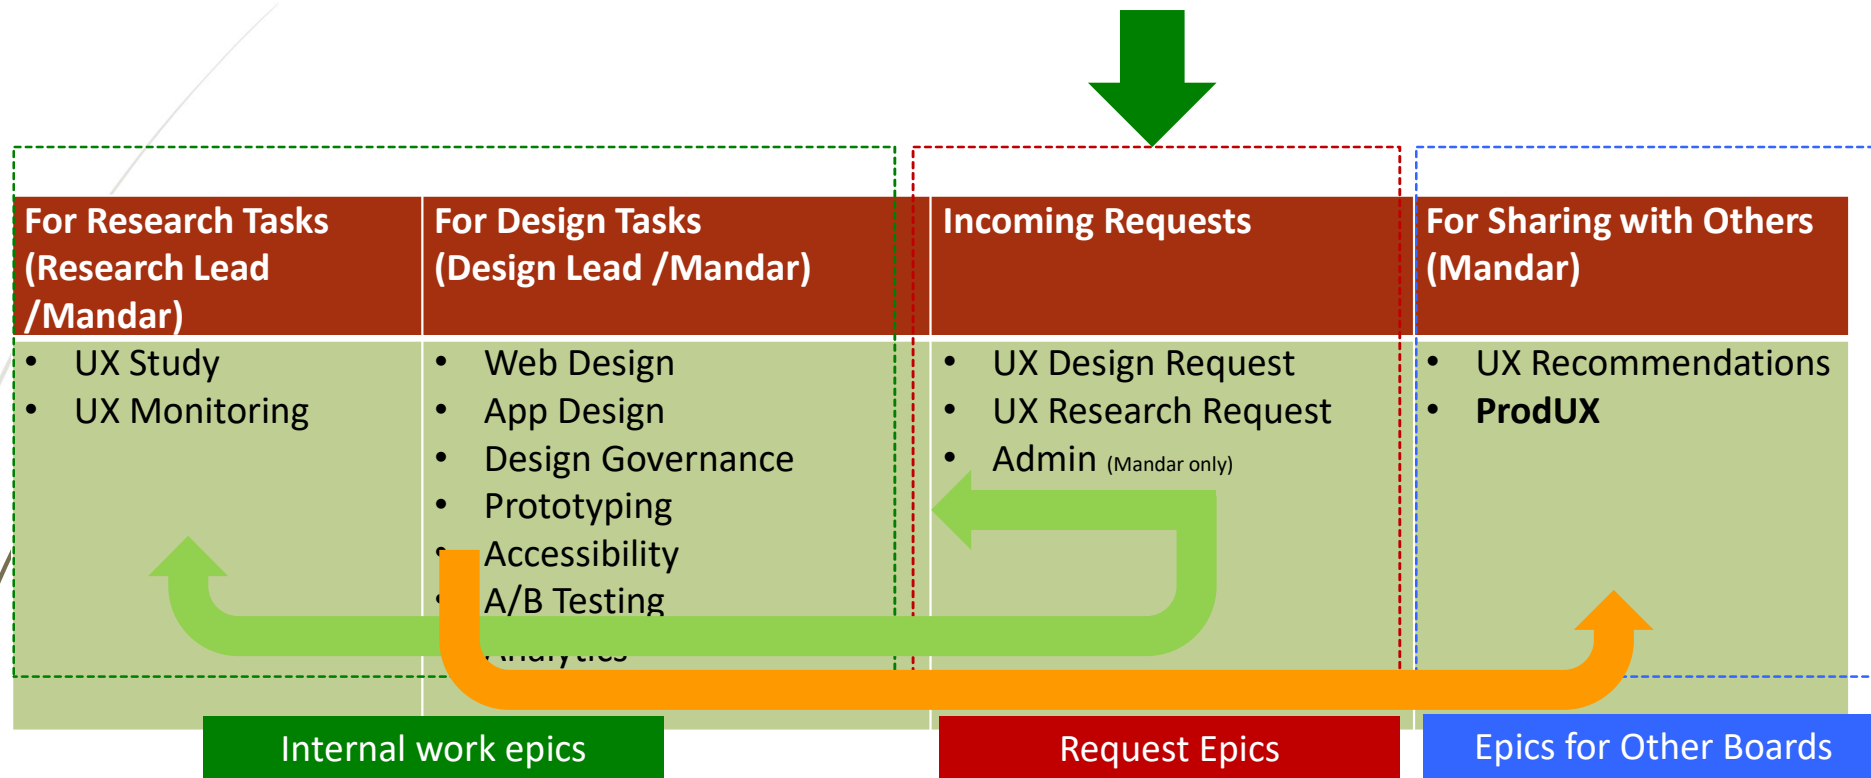 For Research Tasks
(Research Lead
/Mandar)
For Design Tasks
(Design Lead /Mandar)
Incoming Requests
For Sharing with Others
(Mandar)
• UX Study
• UX Monitoring
• Web Design
• App Design
• Design Governance
• Prototyping
• Accessibility
• A/B Testing
Analytics
• UX Design Request
• UX Research Request
• Admin (Mandar only)
• UX Recommendations
• ProdUX
Internal work epics
Request Epics
Epics for Other Boards